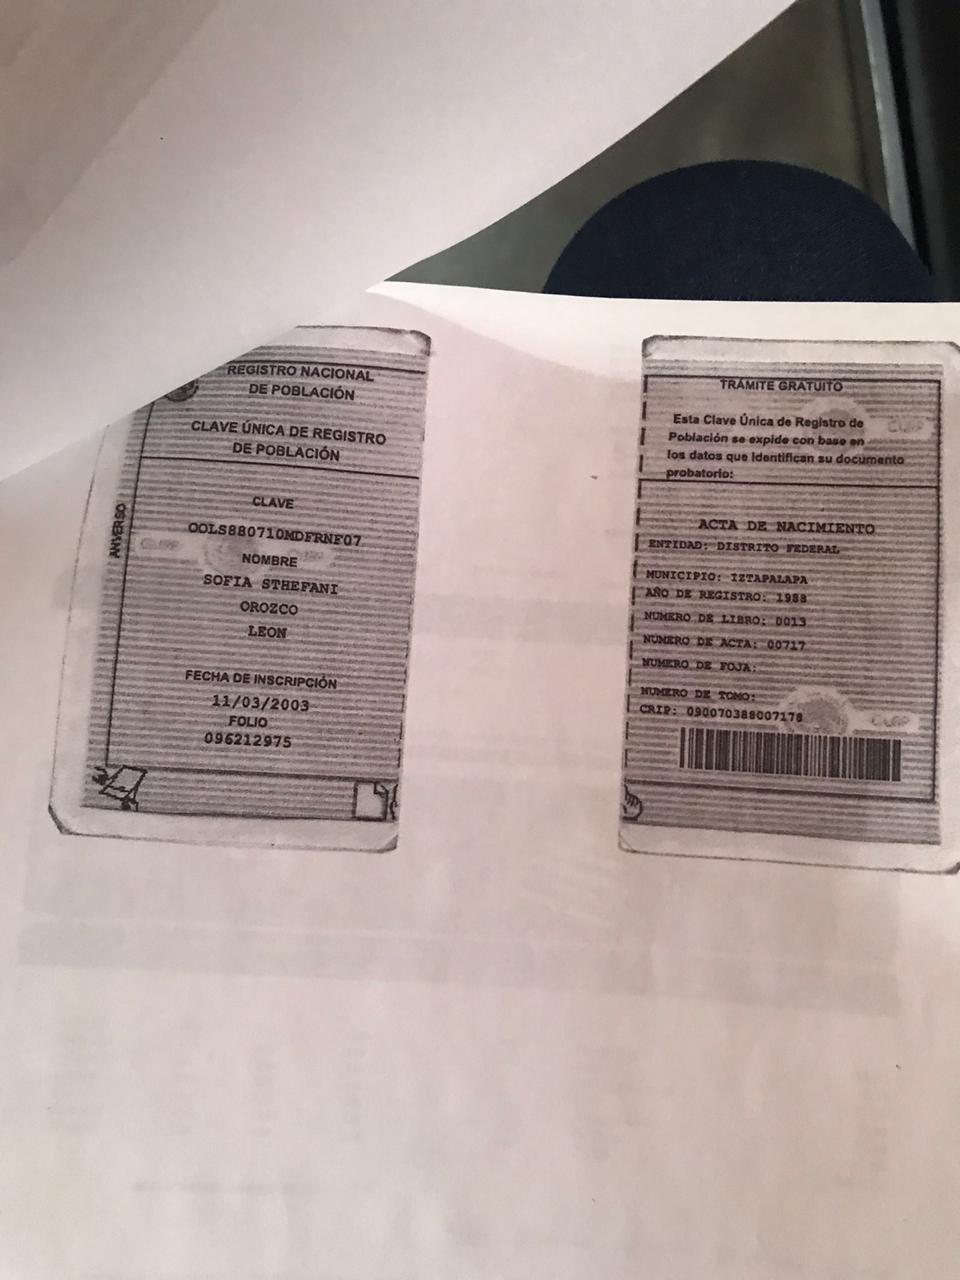 REGISTRO NACIONAL
DE POBLACIÓN
CLAVE ÚNICA DE REGISTRO
DE POBLACIÓN
ANVERSO
CLAVE
OOLS880710MDFRNF07
NOMBRE
SOFIA STHEFANI
OROZCO
LEON
FECHA DE INSCRIPCIÓN
11/03/2003
FOLIO
096212975
TRÁMITE GRATUITO
Esta Clave Única de Registro de
Población se expide con base en
los datos que identifican su documento
probatorio:
ACTA DE NACIMIENTO
ENTIDAD: DISTRITO FEDERAL
MUNICIPIO: IZTAPALAPA
AÑO DE REGISTRO: 1988
NUMERO DE LIBRO: 0013
NUMERO DE ACTA: 00717
NUMERO DE FOJA:
NUMERO DE TOMO:
CRIP: 090070388007178